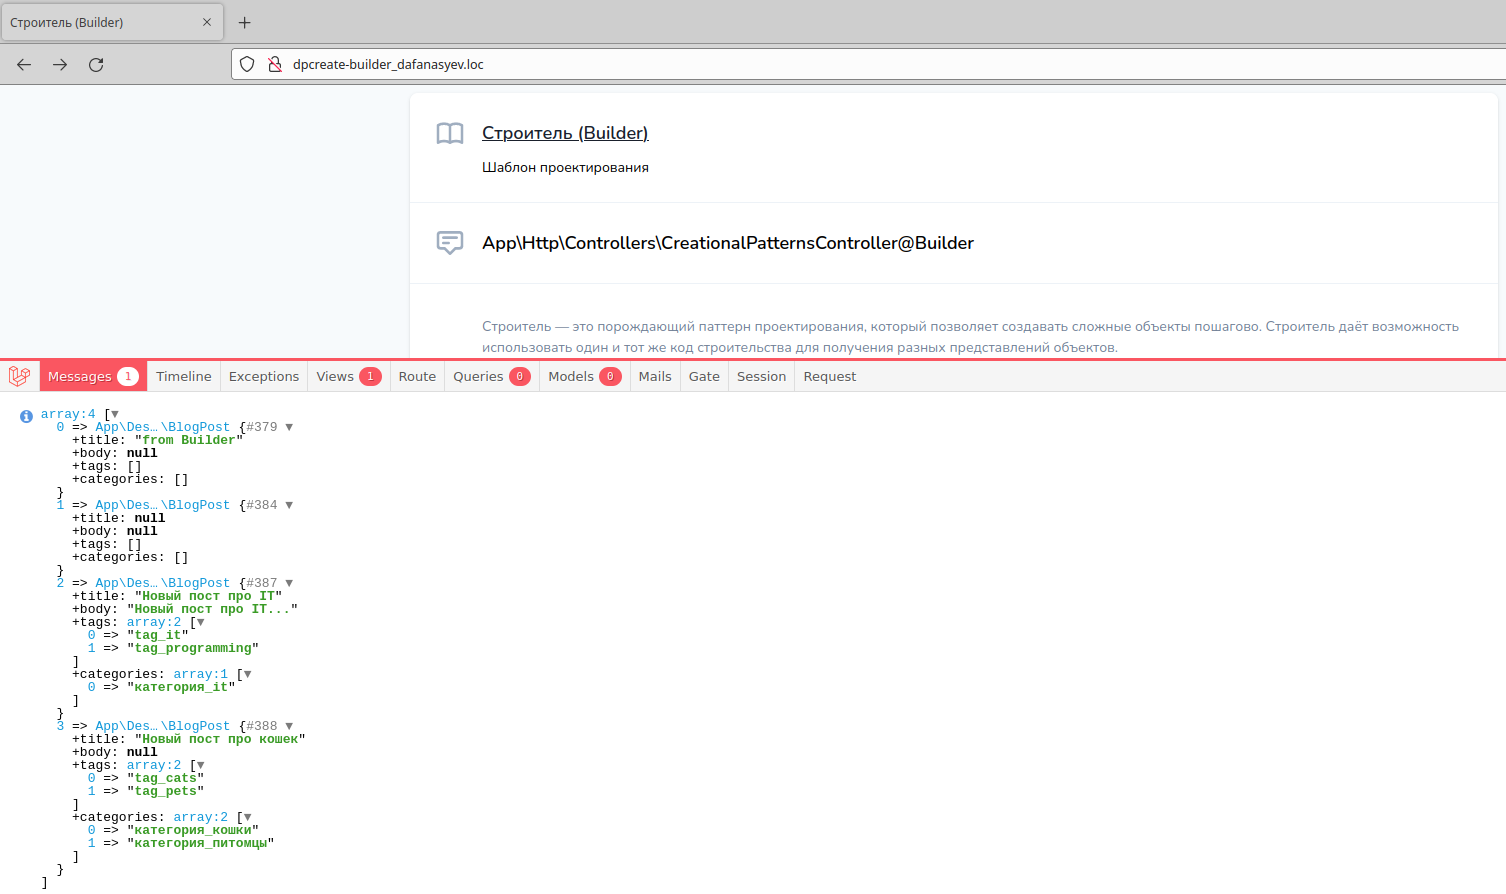 Строитель (Builder)
dpcreate-builder_dafanasyev.loc
Строитель (Builder)
Шаблон проектирования
App\Http\Controllers\CreationalPatternsController@Builder
Строитель — это порождающий паттерн проектирования, который позволяет создавать сложные объекты пошагово. Строитель даёт возможность
использовать один и тот же код строительства для получения разных представлений объектов.
Messages 1 Timeline Exceptions Views 1 Route Queries 0 Models 0 Mails Gate Session Request
array:4 [▼
0 => App\Des…\BlogPost {#379 ▼
+title: "from Builder"
+body: null
+tags: []
+categories: []
}
1 => App\Des…\BlogPost {#384 ▼
+title: null
+body: null
+tags: []
+categories: []
}
2 => App\Des…\BlogPost {#387 ▼
+title: "Новый пост про IT"
+body: "Новый пост про IT..."
+tags: array:2 [▼
0 => "tag_it"
1 => "tag_programming"
]
+categories: array:1 [▼
0 => "категория_it"
]
}
3 => App\Des…\BlogPost {#388 ▼
+title: "Новый пост про кошек"
+body: null
+tags: array:2 [▼
0 => "tag_cats"
1 => "tag_pets"
]
+categories: array:2 [▼
0 => "категория_кошки"
1 => "категория_питомцы"
]
}
]